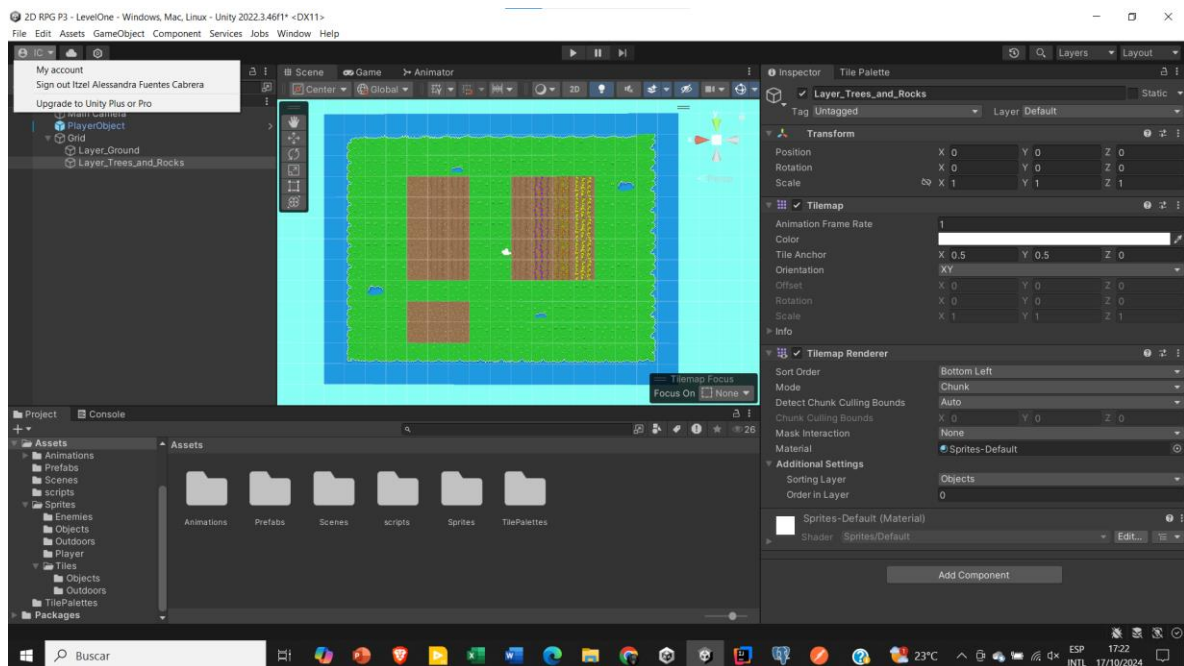 2D RPG P3 - LevelOne - Windows, Mac, Linux - Unity 2022.3.46f1* <DX11>
File Edit Assets GameObject Component Services Jobs Window Help
IC
Layers Layout
My account
Sign out Itzel Alessandra Fuentes Cabrera
Upgrade to Unity Plus or Pro
Main Camera
PlayerObject
Grid
Layer_Ground
Layer_Trees_and_Rocks
Scene Game Animator
Center Global 2D
Tilemap Focus
Focus On None
Inspector Tile Palette
Layer_Trees_and_Rocks Static
Tag Untagged Layer Default
Transform
Position X 0 Y 0 Z 0
Rotation X 0 Y 0 Z 0
Scale X 1 Y 1 Z 1
Tilemap
Animation Frame Rate 1
Color
Tile Anchor X 0.5 Y 0.5 Z 0
Orientation XY
Offset X 0 Y 0 Z 0
Rotation X 0 Y 0 Z 0
Scale X 1 Y 1 Z 1
Info
Tilemap Renderer
Sort Order Bottom Left
Mode Chunk
Detect Chunk Culling Bounds Auto
Chunk Culling Bounds X 0 Y 0 Z 0
Mask Interaction None
Material Sprites-Default
Additional Settings
Sorting Layer Objects
Order in Layer 0
Sprites-Default (Material)
Shader Sprites/Default Edit...
Add Component
Project Console
26
Assets
Animations
Prefabs
Scenes
scripts
Sprites
Enemies
Objects
Outdoors
Player
Tiles
Objects
Outdoors
TilePalettes
Packages
Assets
Animations Prefabs Scenes scripts Sprites TilePalettes
Buscar
23°C
ESP
INTL
17:22
17/10/2024